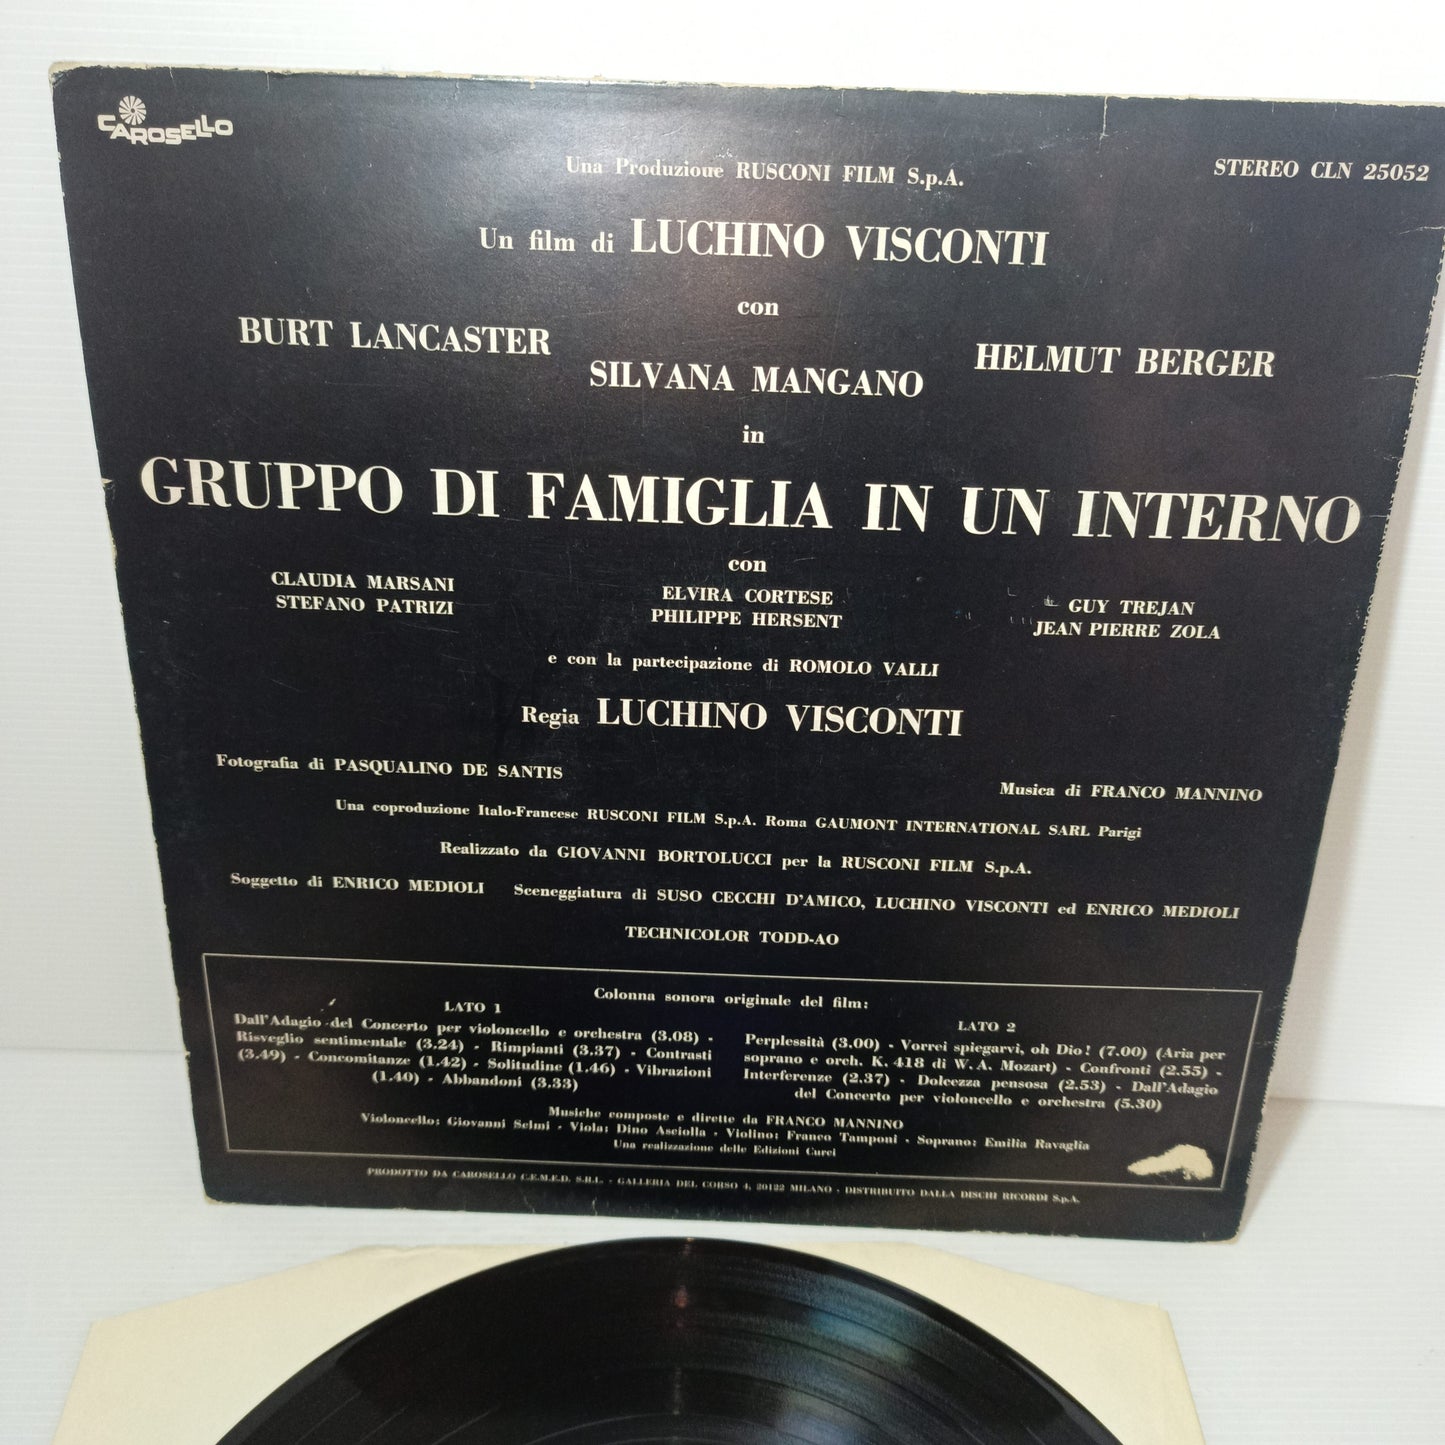 CAROSELLO
Una Produzione RUSCONI FILM S.p.A.
STEREO CLN 25052
Un film di LUCHINO VISCONTI
con
BURT LANCASTER
SILVANA MANGANO
HELMUT BERGER
in
GRUPPO DI FAMIGLIA IN UN INTERNO
con
CLAUDIA MARSANI
STEFANO PATRIZI
ELVIRA CORTESE
PHILIPPE HERSENT
GUY TREJAN
JEAN PIERRE ZOLA
e con la partecipazione di ROMOLO VALLI
Regia LUCHINO VISCONTI
Fotografia di PASQUALINO DE SANTIS
Musica di FRANCO MANNINO
Una coproduzione Italo-Francese RUSCONI FILM S.p.A. Roma GAUMONT INTERNATIONAL SARL Parigi
Realizzato da GIOVANNI BORTOLUCCI per la RUSCONI FILM S.p.A.
Soggetto di ENRICO MEDIOLI
Sceneggiatura di SUSO CECCHI D'AMICO, LUCHINO VISCONTI ed ENRICO MEDIOLI
TECHNICOLOR TODD-AO
Colonna sonora originale del film:
LATO 1
Dall'Adagio del Concerto per violoncello e orchestra (3.08) -
Risveglio sentimentale (3.24) - Rimpianti (3.37) - Contrasti
(3.49) - Concomitanze (1.42) - Solitudine (1.46) - Vibrazioni
(1.40) - Abbandoni (3.33)
LATO 2
Perplessità (3.00) - Vorrei spiegarvi, oh Dio! (7.00) (Aria per
soprano e orch. K. 418 di W. A. Mozart) - Confronti (2.55) -
Interferenze (2.37) - Dolcezza pensosa (2.53) - Dall'Adagio
del Concerto per violoncello e orchestra (5.30)
Musiche composte e dirette da FRANCO MANNINO
Violoncello: Giovanni Selmi - Viola: Dino Asciolla - Violino: Franco Tamponi - Soprano: Emilia Ravaglia
Una realizzazione delle Edizioni Curci
PRODOTTO DA CAROSELLO C.E.M.E.D. S.R.L. - GALLERIA DEL CORSO 4, 20122 MILANO - DISTRIBUITO DALLA DISCHI RICORDI S.p.A.